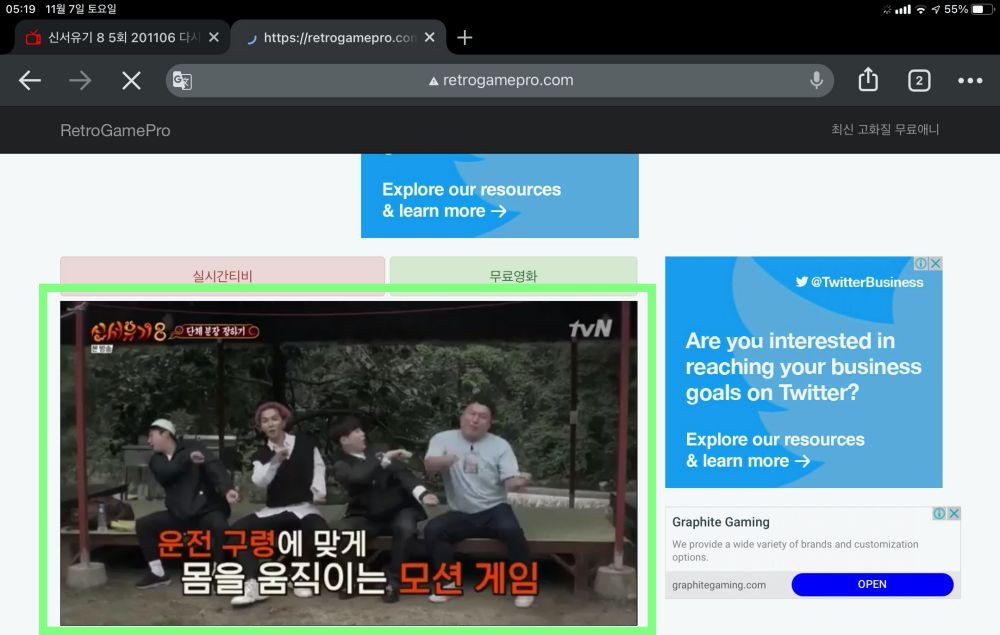 05:19 11월 7일 토요일
55%
신서유기 8 5회 201106 다시
https://retrogamepro.com
retrogamepro.com
2
RetroGamePro
최신 고화질 무료애니
Explore our resources
& learn more →
실시간티비
무료영화
신서유기8 단체 분장 정하기
본 방송
tvN
운전 구령에 맞게
몸을 움직이는 모션 게임
@TwitterBusiness
Are you interested in
reaching your business
goals on Twitter?
Explore our resources
& learn more →
Graphite Gaming
We provide a wide variety of brands and customization
options.
graphitegaming.com
OPEN